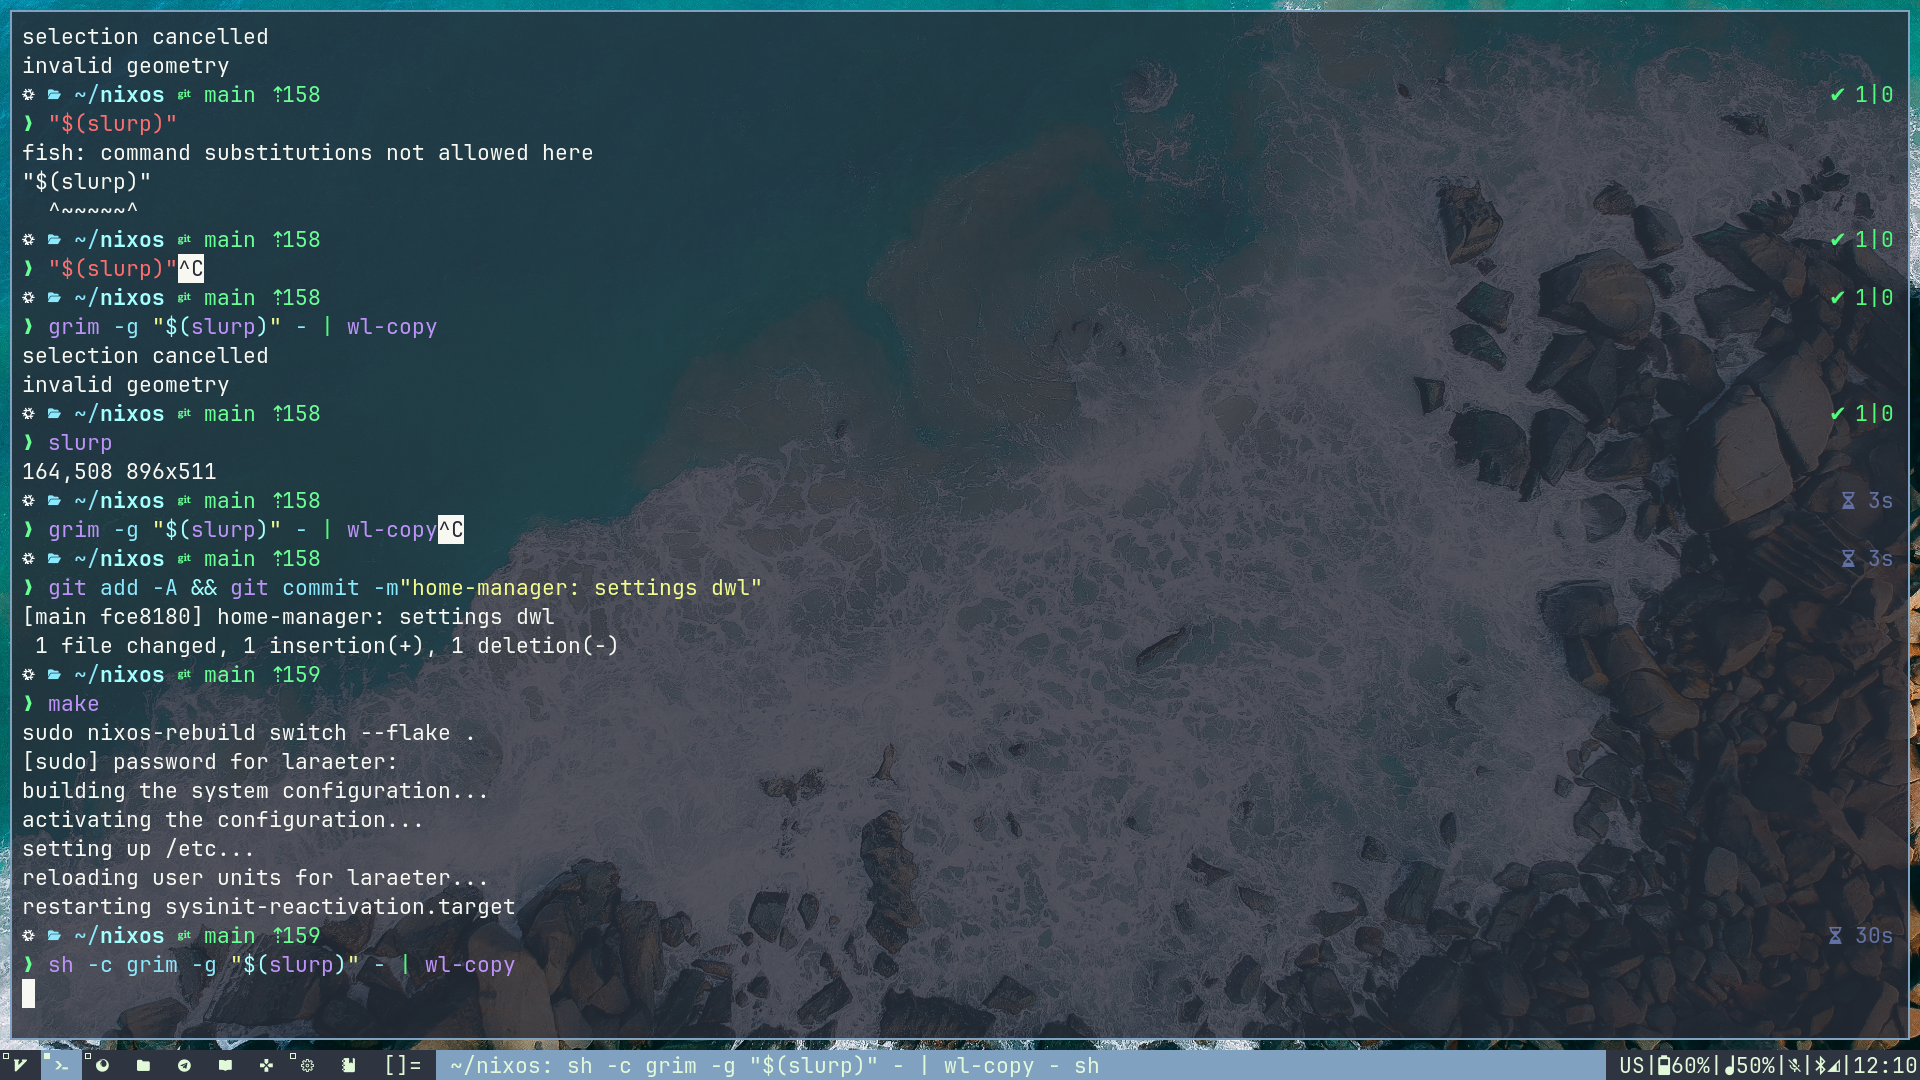 selection cancelled
invalid geometry
~/nixos git main ⇡158 ✔ 1|0
❯ "$(slurp)"
fish: command substitutions not allowed here
"$(slurp)"
  ^~~~~~^
~/nixos git main ⇡158 ✔ 1|0
❯ "$(slurp)"^C
~/nixos git main ⇡158 ✔ 1|0
❯ grim -g "$(slurp)" - | wl-copy
selection cancelled
invalid geometry
~/nixos git main ⇡158 ✔ 1|0
❯ slurp
164,508 896x511
~/nixos git main ⇡158 3s
❯ grim -g "$(slurp)" - | wl-copy^C
~/nixos git main ⇡158 3s
❯ git add -A && git commit -m"home-manager: settings dwl"
[main fce8180] home-manager: settings dwl
 1 file changed, 1 insertion(+), 1 deletion(-)
~/nixos git main ⇡159
❯ make
sudo nixos-rebuild switch --flake .
[sudo] password for laraeter:
building the system configuration...
activating the configuration...
setting up /etc...
reloading user units for laraeter...
restarting sysinit-reactivation.target
~/nixos git main ⇡159 30s
❯ sh -c grim -g "$(slurp)" - | wl-copy
[]= ~/nixos: sh -c grim -g "$(slurp)" - | wl-copy - sh US|60%|50%|||12:10